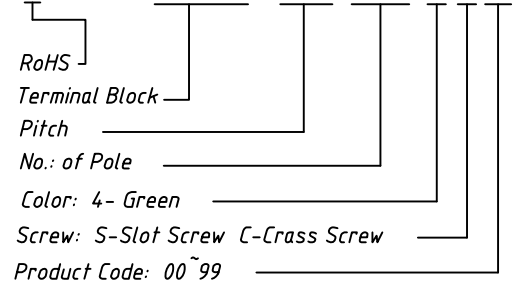 RoHS
Terminal Block
Pitch
No.: of Pole
Color: 4- Green
Screw: S-Slot Screw C-Crass Screw
Product Code: 00~99